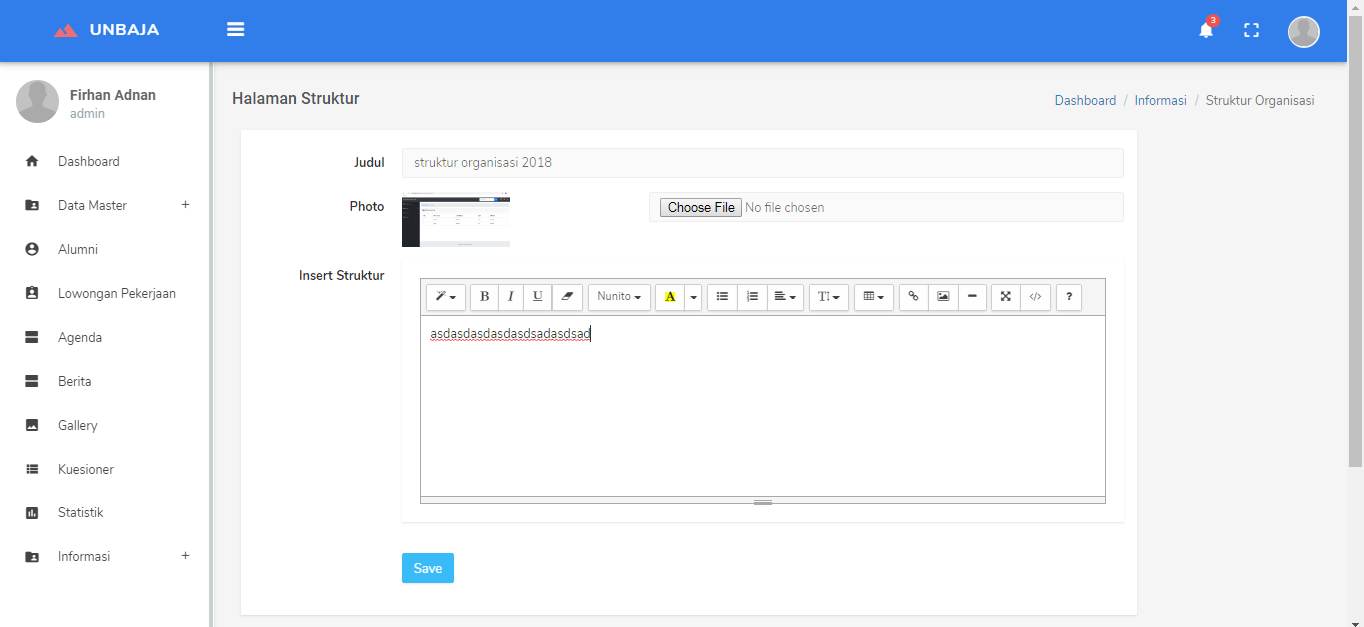 UNBAJA
3
Firhan Adnan
admin
Dashboard
Data Master +
Alumni
Lowongan Pekerjaan
Agenda
Berita
Gallery
Kuesioner
Statistik
Informasi +
Halaman Struktur
Dashboard / Informasi / Struktur Organisasi
Judul struktur organisasi 2018
Photo Choose File No file chosen
Insert Struktur
B I U Nunito A T </> ?
asdasdasdasdasdsadasdsad
Save